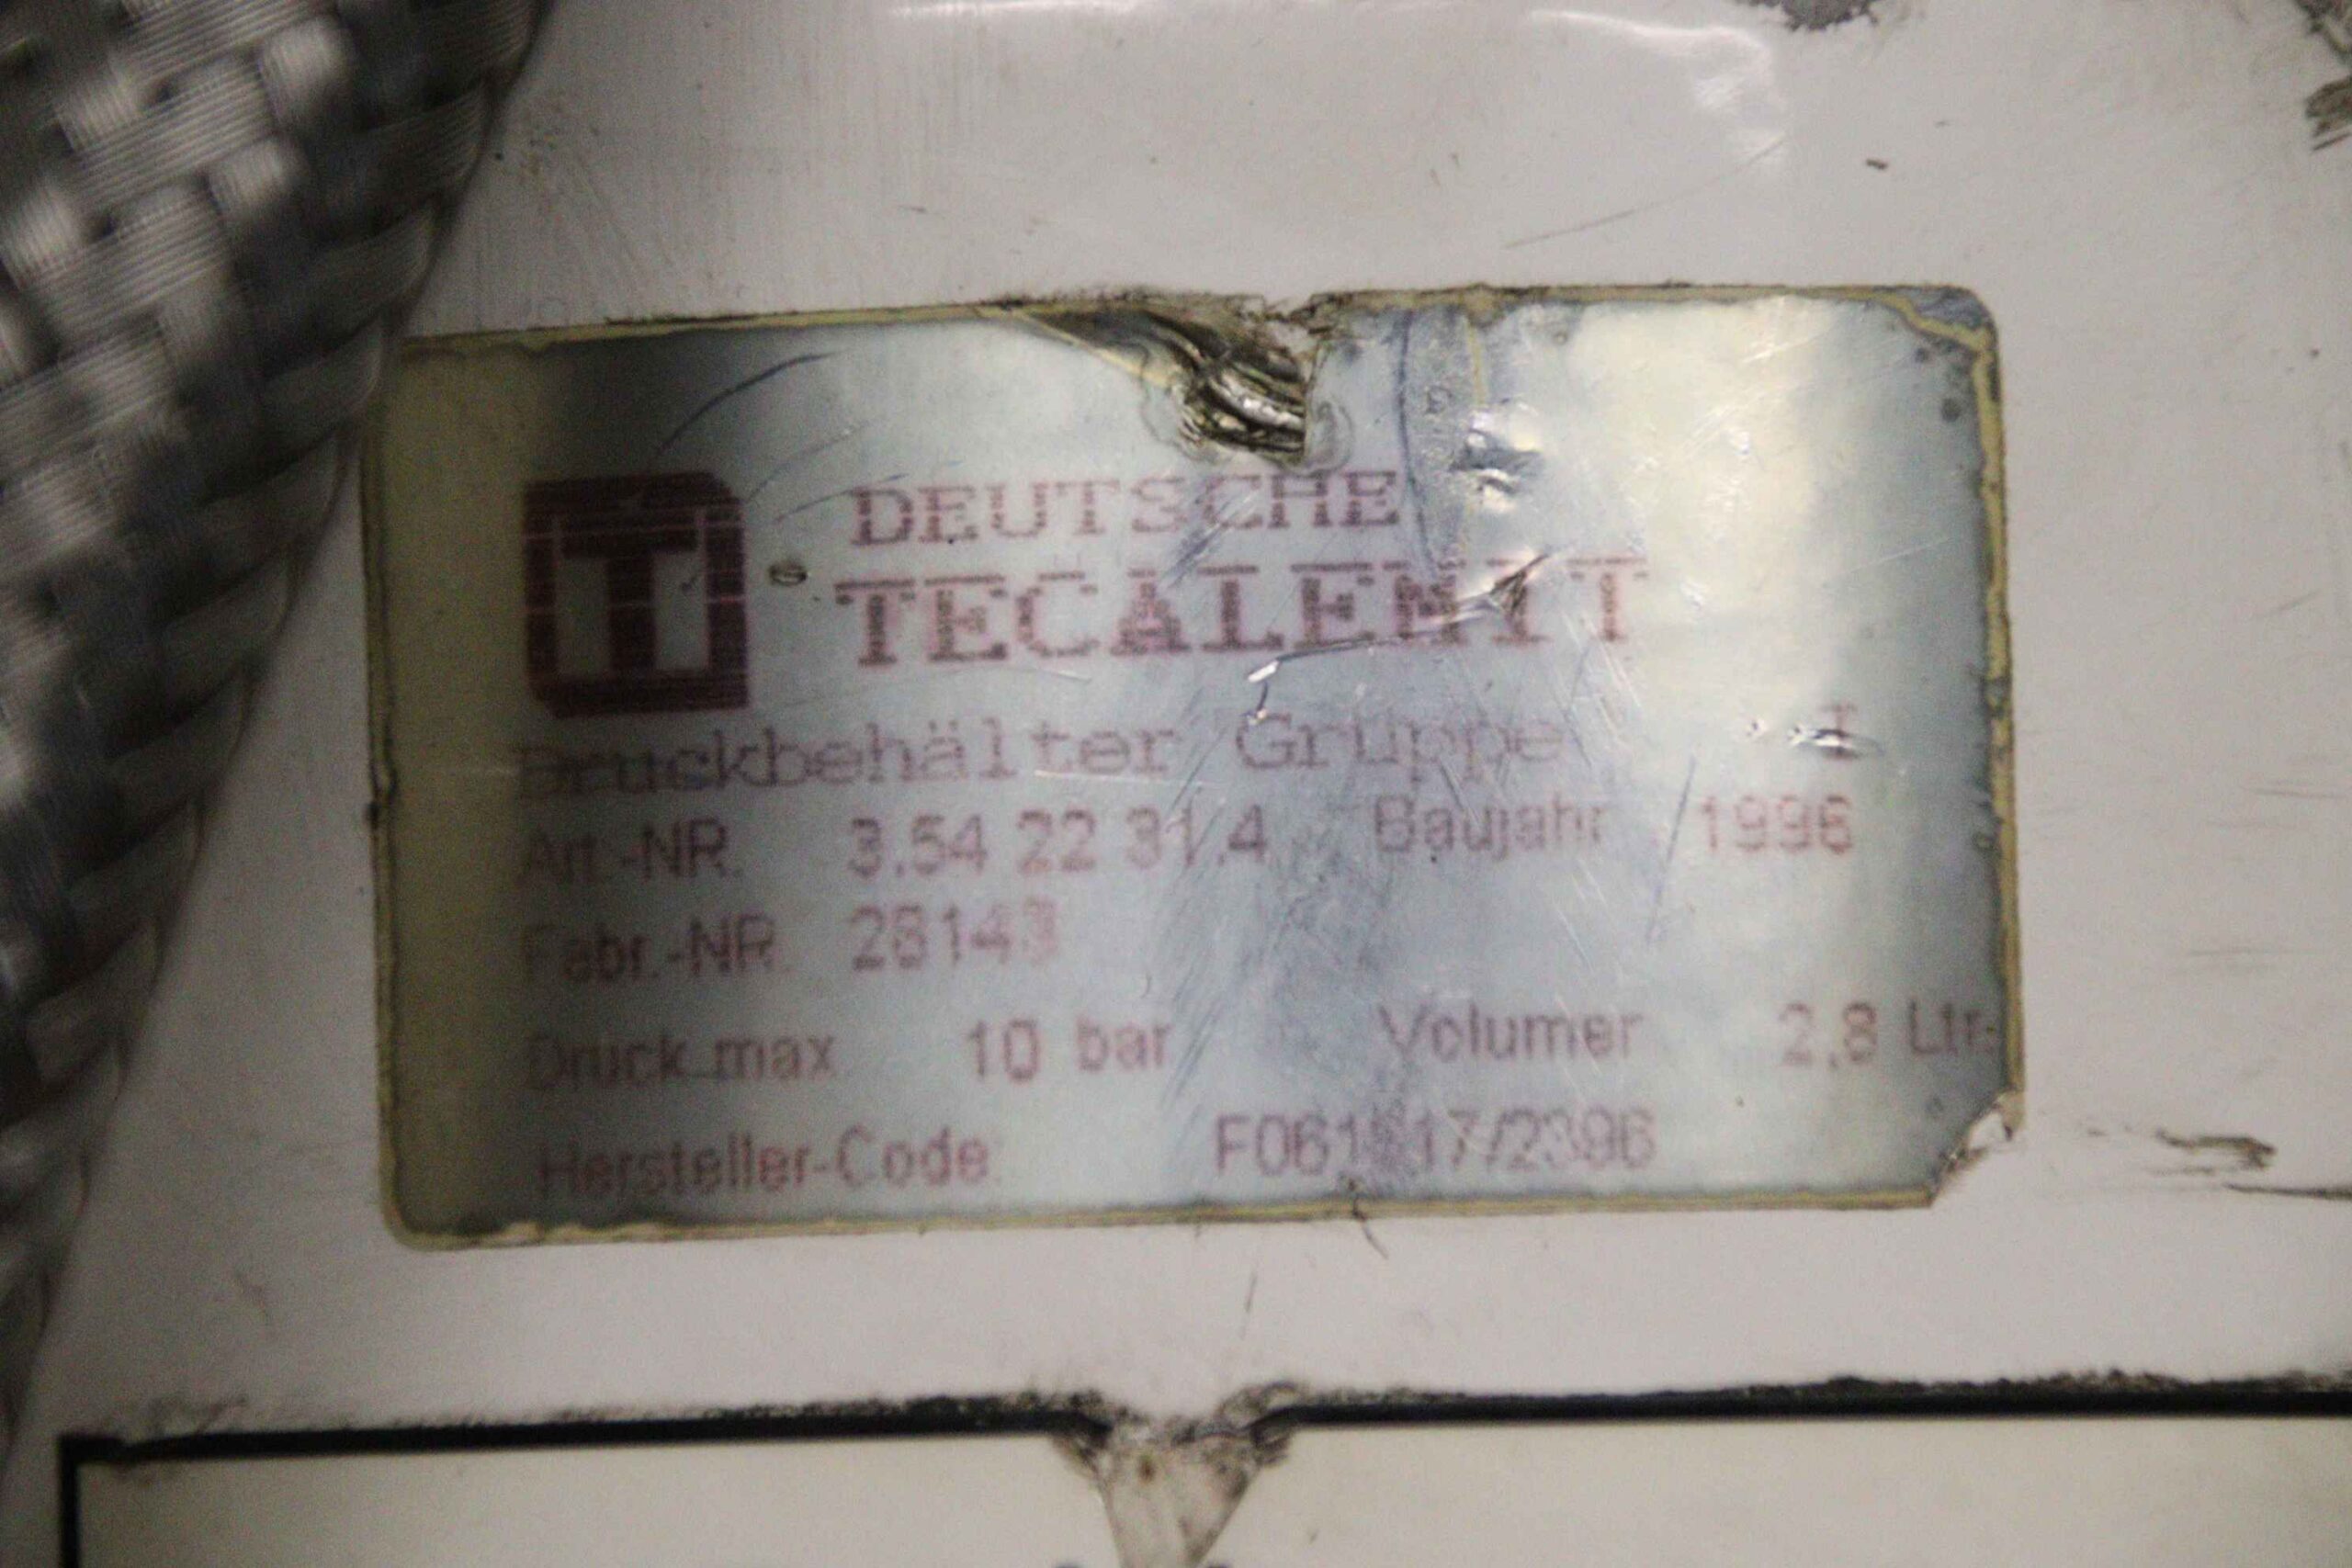 DEUTSCHE
TECALEMIT
Druckbehälter Gruppe I
Art.-NR. 3.54 22 31.4 Baujahr 1996
Fabr.-NR. 28143
Druck max 10 bar Volumen 2,8 Ltr.
Hersteller-Code: